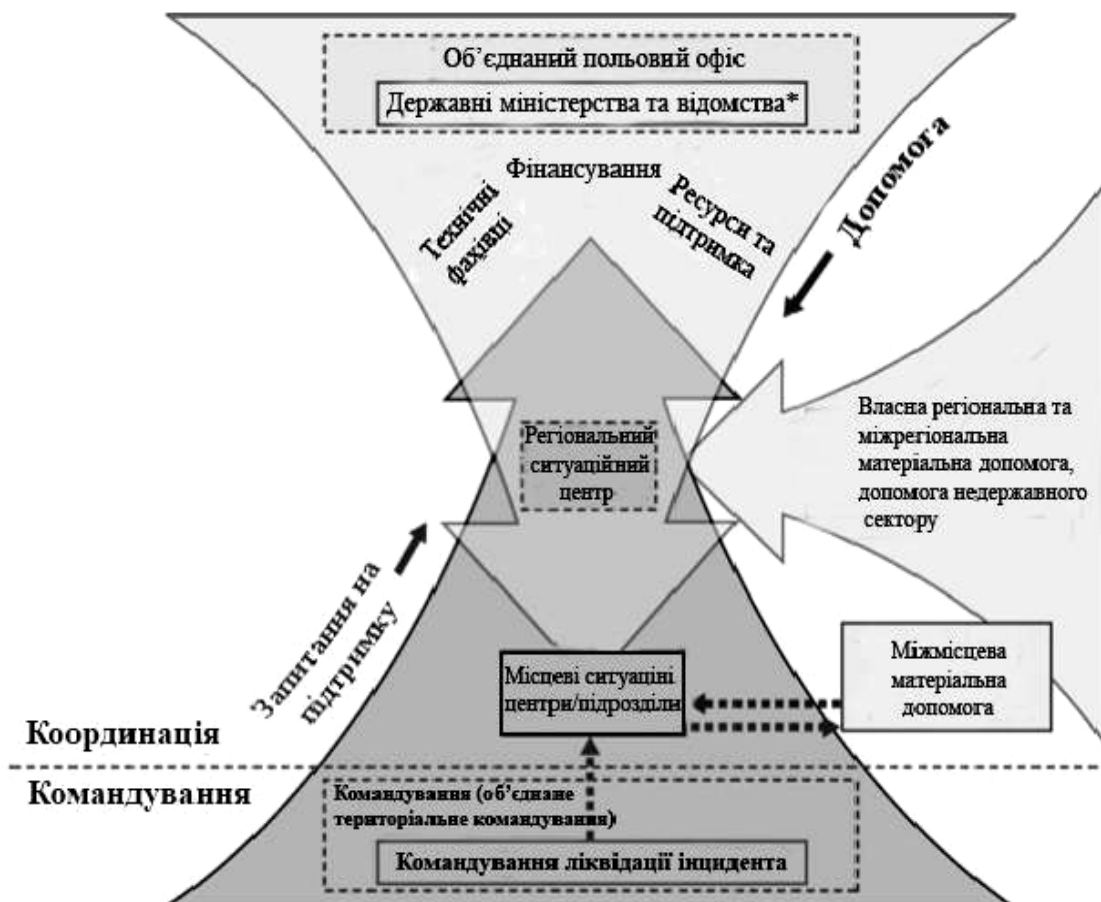 Об’єднаний польовий офіс
Державні міністерства та відомства*
Фінансування
Технічні
фахівці
Ресурси та
підтримка
Допомога
Регіональний
ситуаційний
центр
Власна регіональна та
міжрегіональна
матеріальна допомога,
допомога недержавного
сектору
Запитання на
підтримку
Місцеві ситуаціні
центри/підрозділи
Міжмісцева
матеріальна
допомога
Координація
Командування
Командування (об’єднане
територіальне командування)
Командування ліквідації інцидента